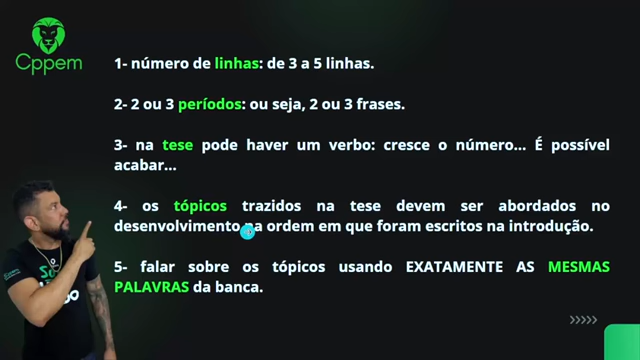 Cppem
1- número de linhas: de 3 a 5 linhas.
2- 2 ou 3 períodos: ou seja, 2 ou 3 frases.
3- na tese pode haver um verbo: cresce o número... É possível
acabar...
4- os tópicos trazidos na tese devem ser abordados no
desenvolvimento na ordem em que foram escritos na introdução.
5- falar sobre os tópicos usando EXATAMENTE AS MESMAS
PALAVRAS da banca.